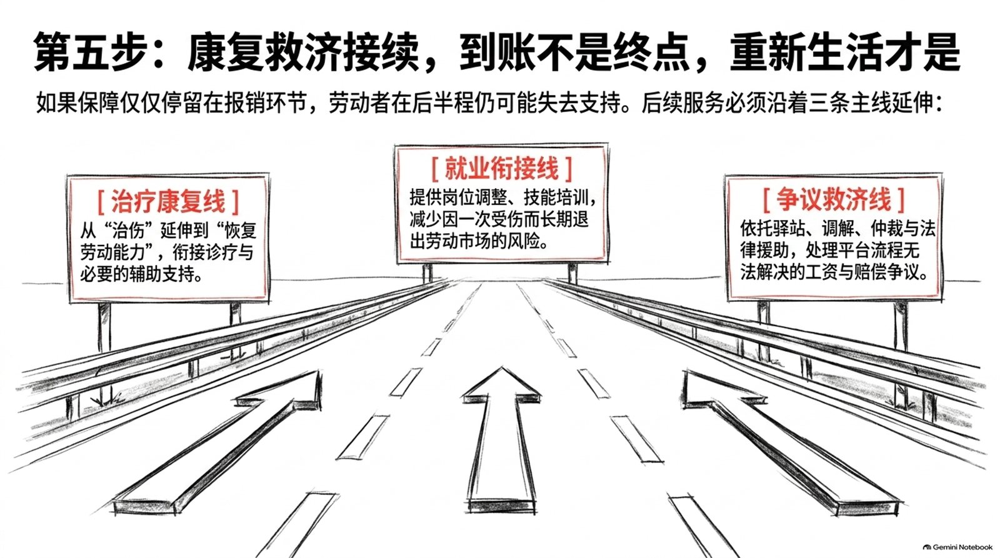 第五步：康复救济接续，到账不是终点，重新生活才是
如果保障仅仅停留在报销环节，劳动者在后半程仍可能失去支持。后续服务必须沿着三条主线延伸：
[ 治疗康复线 ]
从“治伤”延伸到“恢复
劳动能力”，衔接诊疗与
必要的辅助支持。
[ 就业衔接线 ]
提供岗位调整、技能培训，
减少因一次受伤而长期退
出劳动市场的风险。
[ 争议救济线 ]
依托驿站、调解、仲裁与法
律援助，处理平台流程无
法解决的工资与赔偿争议。
Gemini Notebook